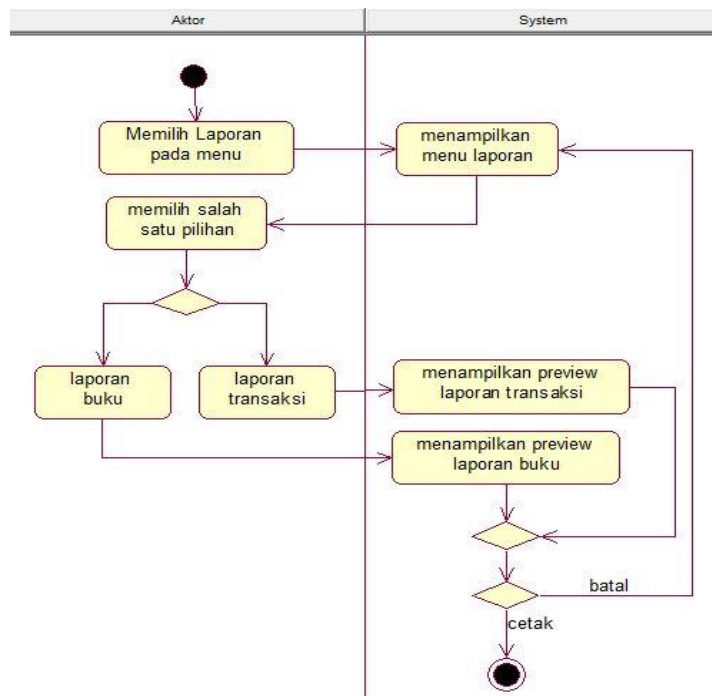 Aktor
System
Memilih Laporan
pada menu
menampilkan
menu laporan
memilih salah
satu pilihan
laporan
buku
laporan
transaksi
menampilkan preview
laporan transaksi
menampilkan preview
laporan buku
batal
cetak